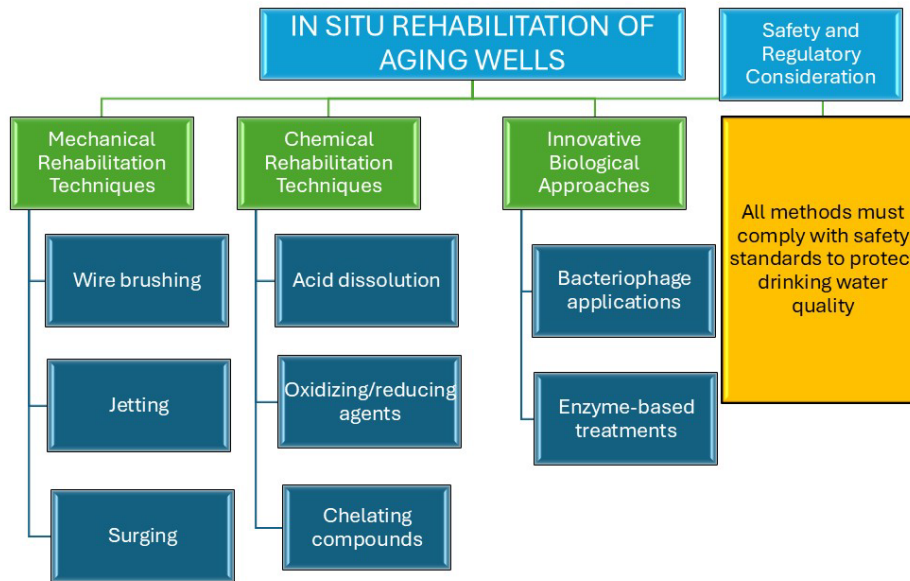 IN SITU REHABILITATION OF
AGING WELLS
Safety and
Regulatory
Consideration
Mechanical
Rehabilitation
Techniques
Chemical
Rehabilitation
Techniques
Innovative
Biological
Approaches
All methods must
comply with safety
standards to protect
drinking water
quality
Wire brushing
Acid dissolution
Bacteriophage
applications
Jetting
Oxidizing/reducing
agents
Enzyme-based
treatments
Surging
Chelating
compounds